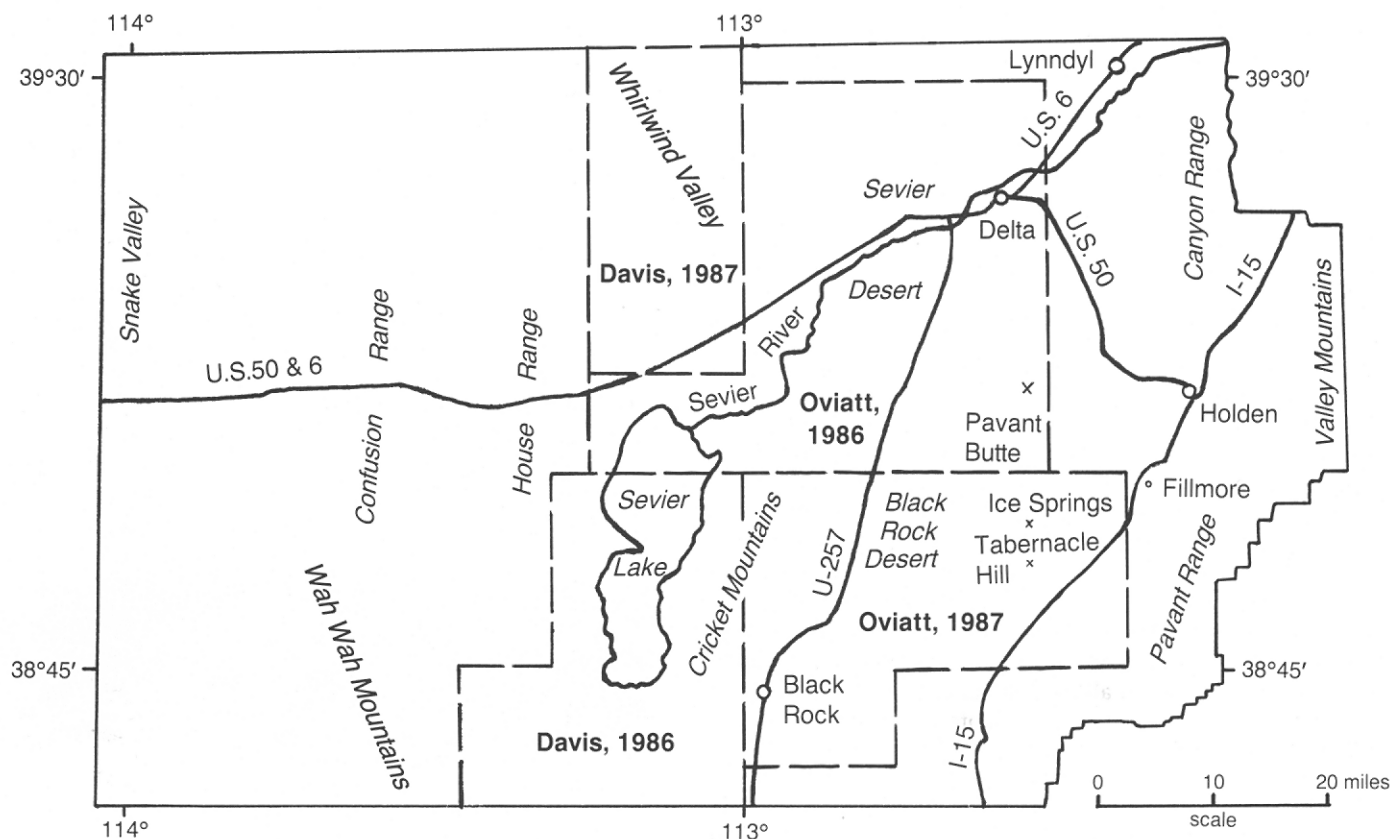 114°
113°
39°30′
Lynndyl
39°30′
Whirlwind Valley
U.S. 6
Canyon Range
Sevier
Delta
Snake Valley
U.S. 50
I-15
Davis, 1987
Desert
Valley Mountains
Range
Range
River
U.S.50 & 6
Sevier
Oviatt,
1986
Pavant
Butte
Holden
Confusion
House
Sevier
Lake
Cricket Mountains
U-257
Black
Rock
Desert
Ice Springs
Tabernacle
Hill
Fillmore
Pavant Range
Wah Wah Mountains
Oviatt, 1987
38°45′
38°45′
Black
Rock
Davis, 1986
I-15
0 10 20 miles
scale
114°
113°